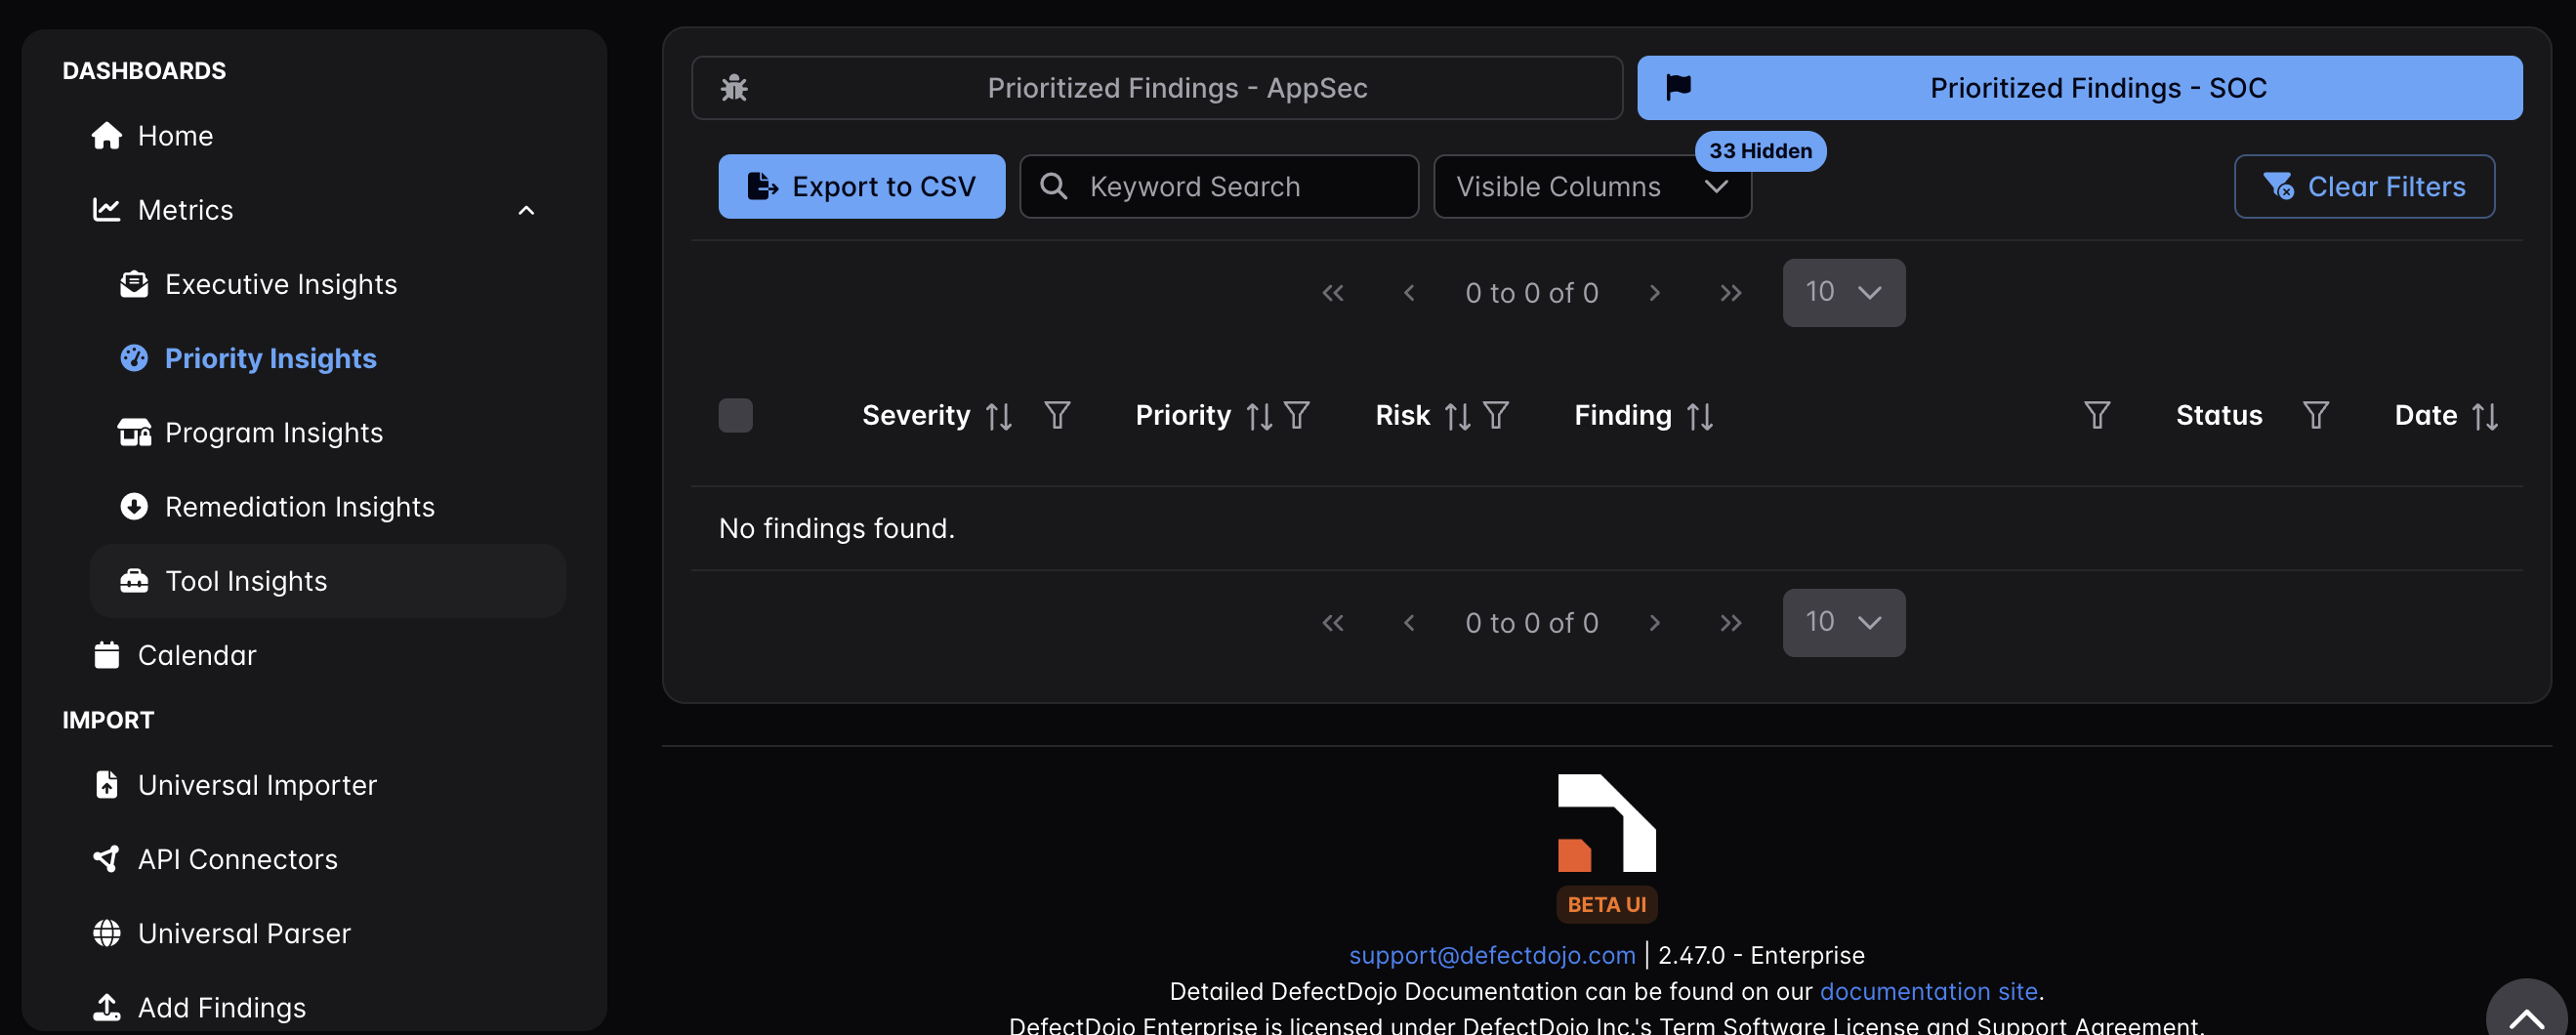 DASHBOARDS
Home
Metrics
Executive Insights
Priority Insights
Program Insights
Remediation Insights
Tool Insights
Calendar
IMPORT
Universal Importer
API Connectors
Universal Parser
Add Findings
Prioritized Findings - AppSec
Prioritized Findings - SOC
33 Hidden
Export to CSV
Keyword Search
Visible Columns
Clear Filters
0 to 0 of 0
10
Severity Priority Risk Finding Status Date
No findings found.
0 to 0 of 0
10
BETA UI
support@defectdojo.com | 2.47.0 - Enterprise
Detailed DefectDojo Documentation can be found on our documentation site.
DefectDojo Enterprise is licensed under DefectDojo Inc.'s Term Software License and Support Agreement.